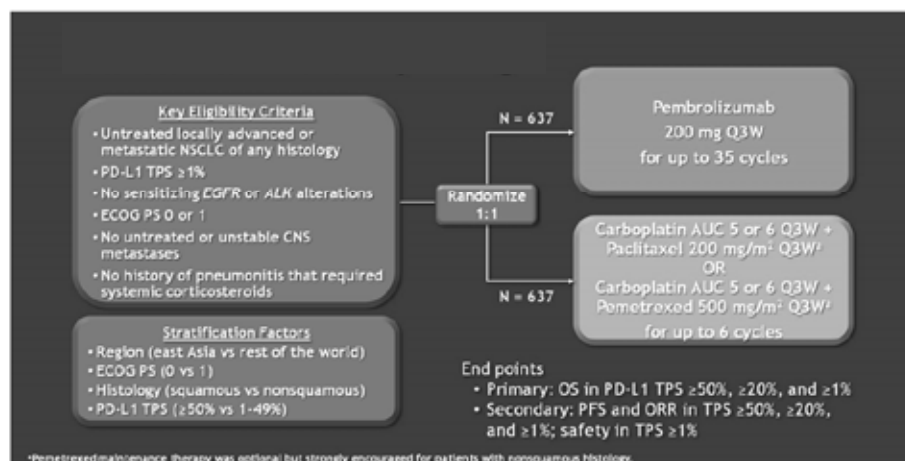 Key Eligibility Criteria
• Untreated locally advanced or
metastatic NSCLC of any histology
• PD-L1 TPS ≥1%
• No sensitizing EGFR or ALK alterations
• ECOG PS 0 or 1
• No untreated or unstable CNS
metastases
• No history of pneumonitis that required
systemic corticosteroids
Stratification Factors
• Region (east Asia vs rest of the world)
• ECOG PS (0 vs 1)
• Histology (squamous vs nonsquamous)
• PD-L1 TPS (≥50% vs 1-49%)
Randomize
1:1
N = 637
Pembrolizumab
200 mg Q3W
for up to 35 cycles
N = 637
Carboplatin AUC 5 or 6 Q3W +
Paclitaxel 200 mg/m² Q3Wª
OR
Carboplatin AUC 5 or 6 Q3W +
Pemetrexed 500 mg/m² Q3Wª
for up to 6 cycles
End points
• Primary: OS in PD-L1 TPS ≥50%, ≥20%, and ≥1%
• Secondary: PFS and ORR in TPS ≥50%, ≥20%,
and ≥1%; safety in TPS ≥1%
ªPemetrexed maintenance therapy was optional but strongly encouraged for patients with nonsquamous histology.